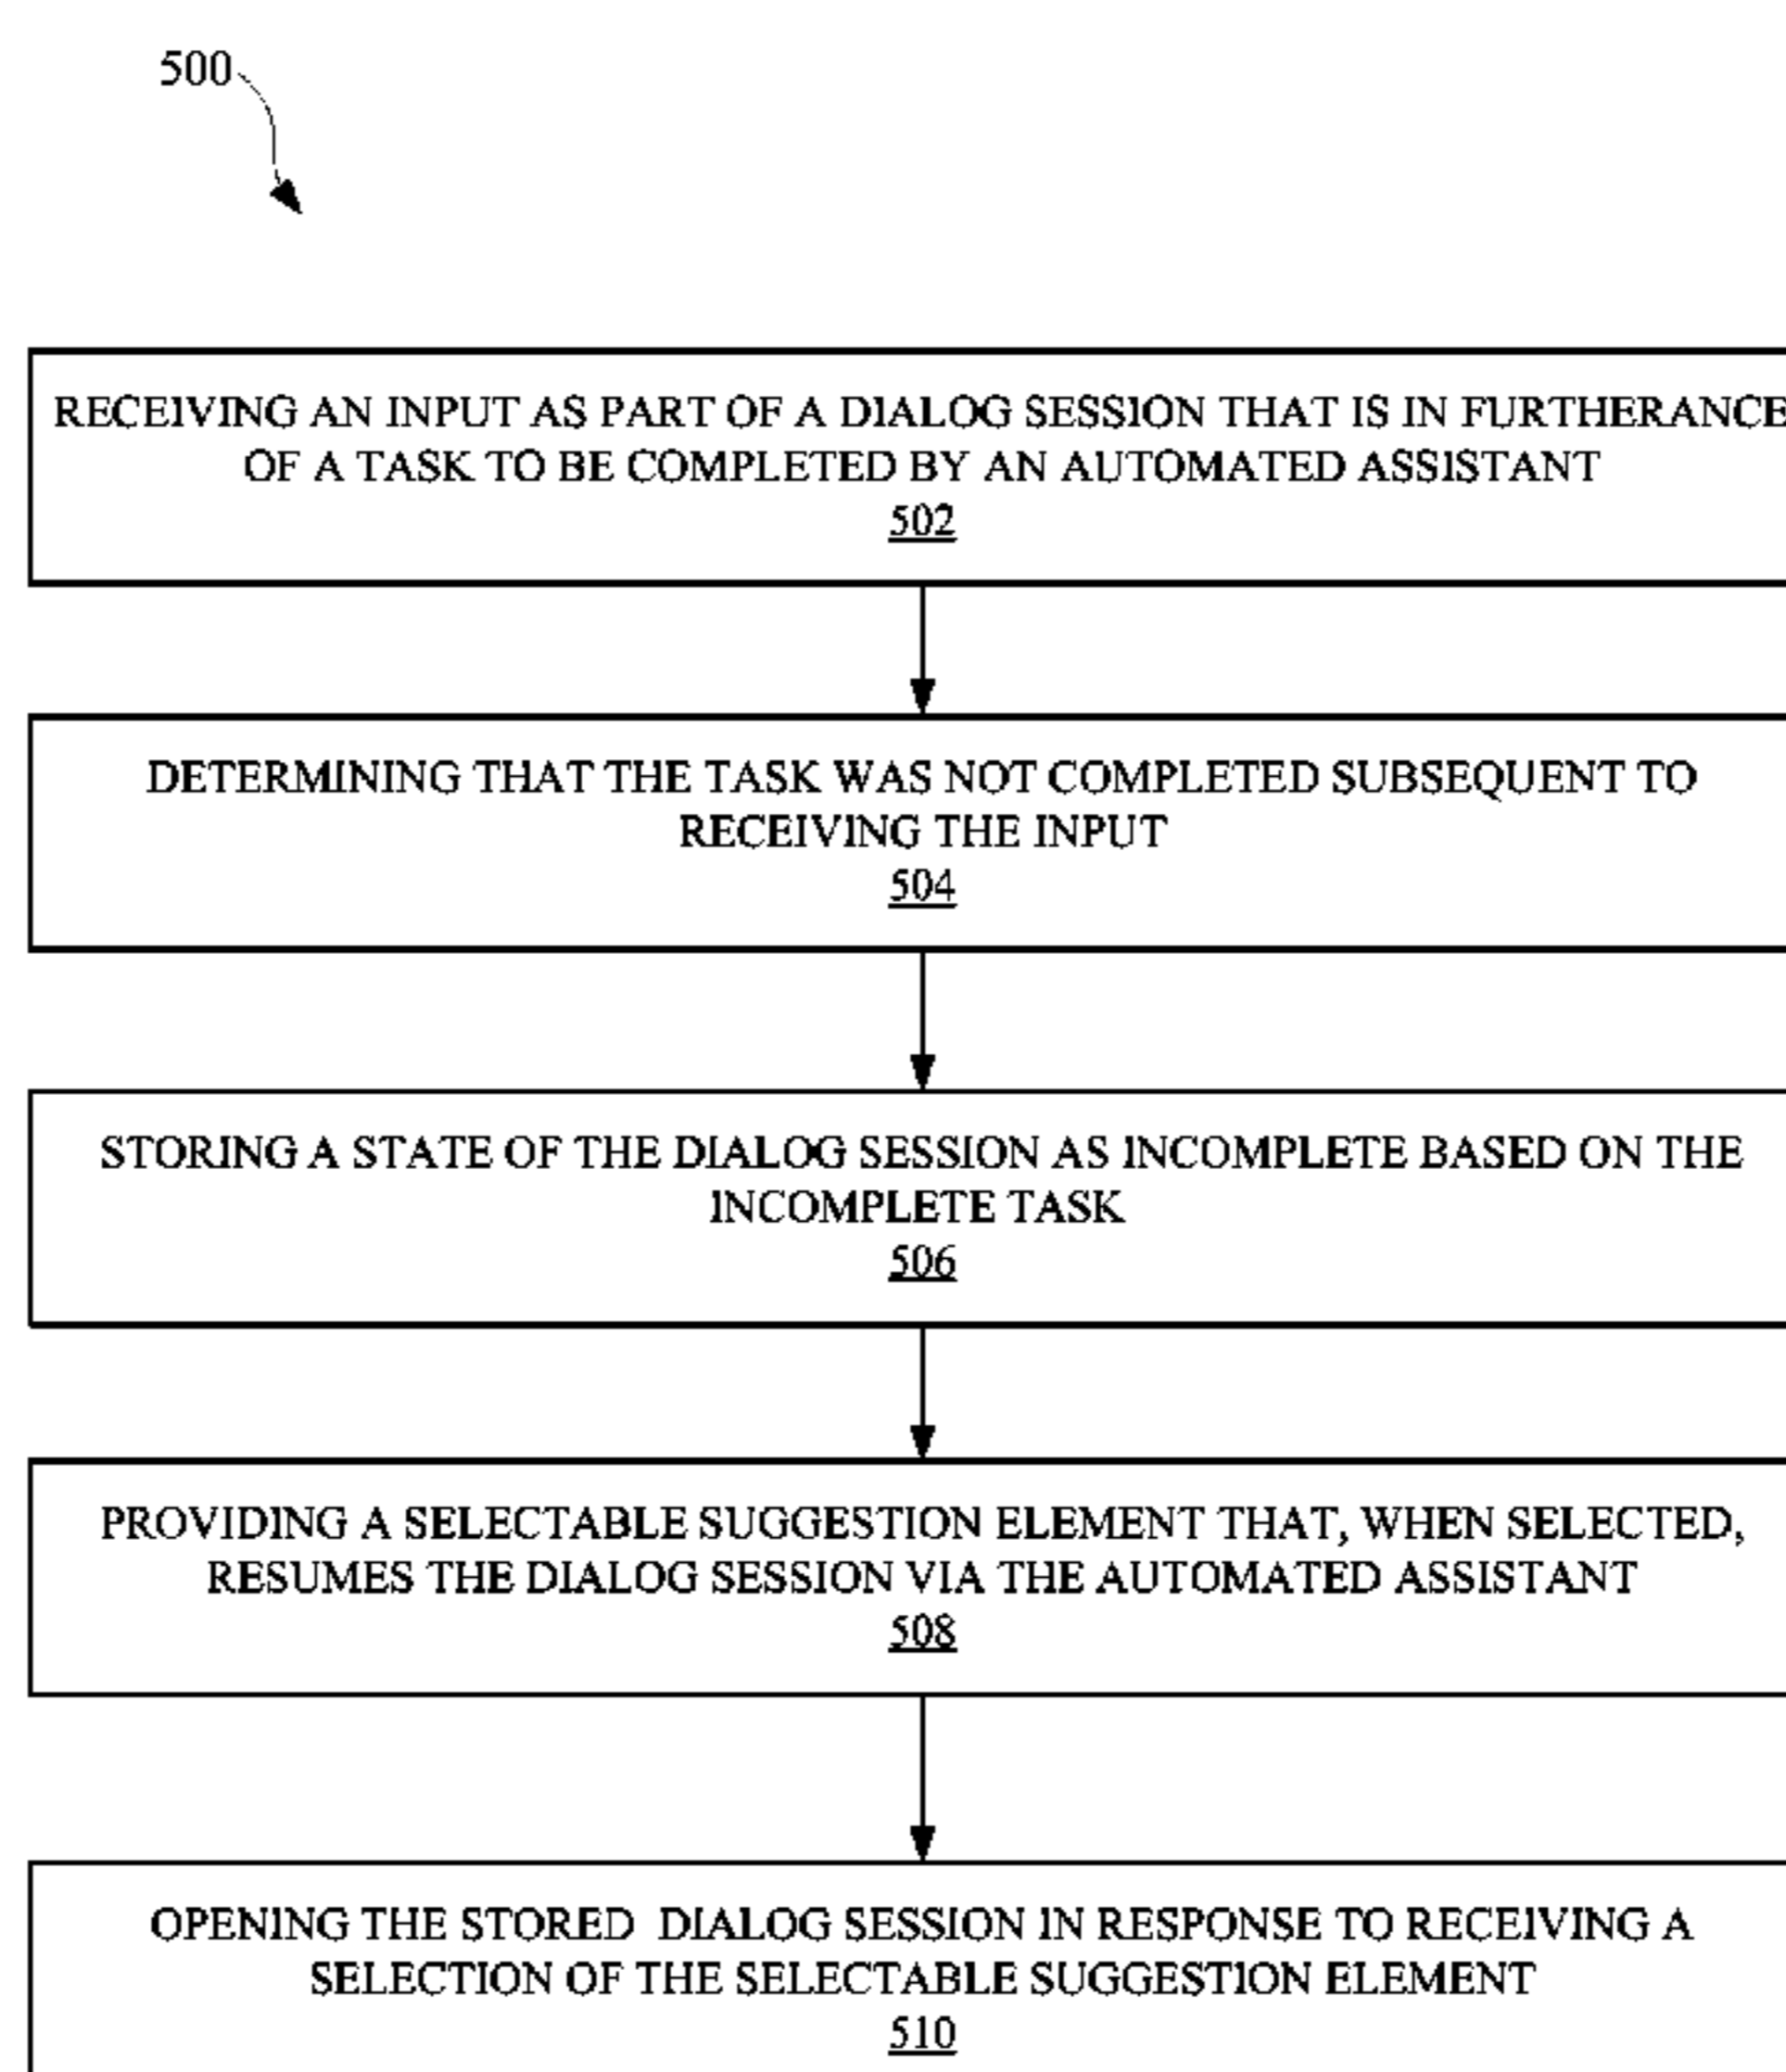 500
RECEIVING AN INPUT AS PART OF A DIALOG SESSION THAT IS IN FURTHERANCE
OF A TASK TO BE COMPLETED BY AN AUTOMATED ASSISTANT
502
DETERMINING THAT THE TASK WAS NOT COMPLETED SUBSEQUENT TO
RECEIVING THE INPUT
504
STORING A STATE OF THE DIALOG SESSION AS INCOMPLETE BASED ON THE
INCOMPLETE TASK
506
PROVIDING A SELECTABLE SUGGESTION ELEMENT THAT, WHEN SELECTED,
RESUMES THE DIALOG SESSION VIA THE AUTOMATED ASSISTANT
508
OPENING THE STORED DIALOG SESSION IN RESPONSE TO RECEIVING A
SELECTION OF THE SELECTABLE SUGGESTION ELEMENT
510